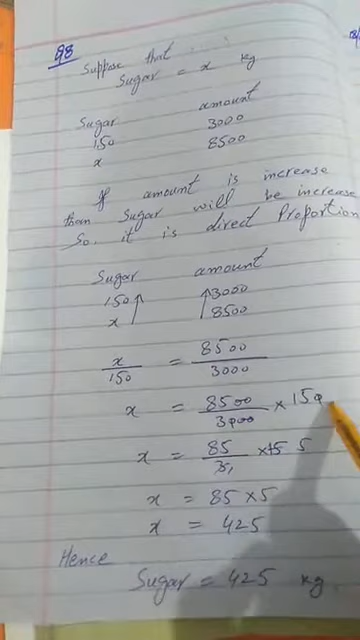 Q8
Suppose that
Sugar = x kg
Sugar amount
150 3000
x 8500
If amount is increase
than Sugar will be increase
So, it is direct Proportion
Sugar amount
150 ↑ ↑ 3000
x 8500
x/150 = 8500/3000
x = 8500/3000 × 150
x = 85/3 × 15 5
x = 85 × 5
x = 425
Hence
Sugar = 425 kg